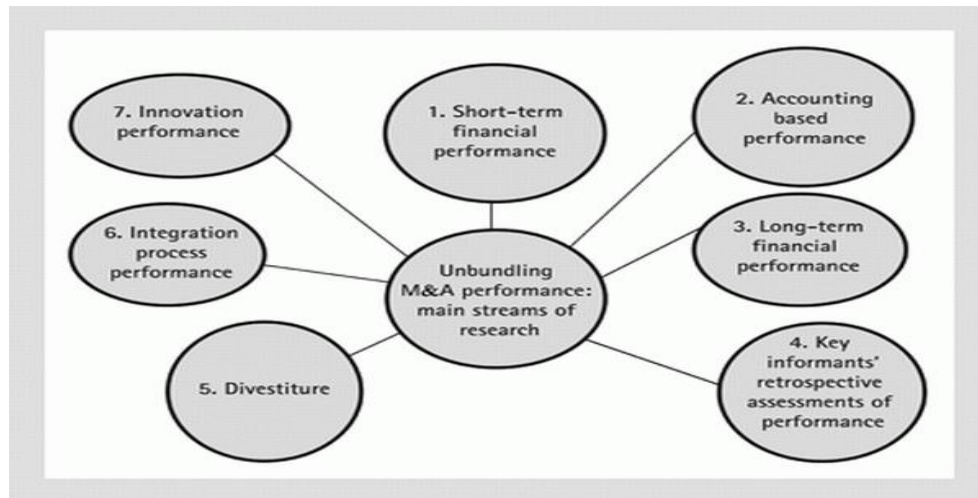 7. Innovation
performance
1. Short-term
financial
performance
2. Accounting
based
performance
6. Integration
process
performance
3. Long-term
financial
performance
Unbundling
M&A performance:
main streams of
research
5. Divestiture
4. Key
informants'
retrospective
assessments of
performance